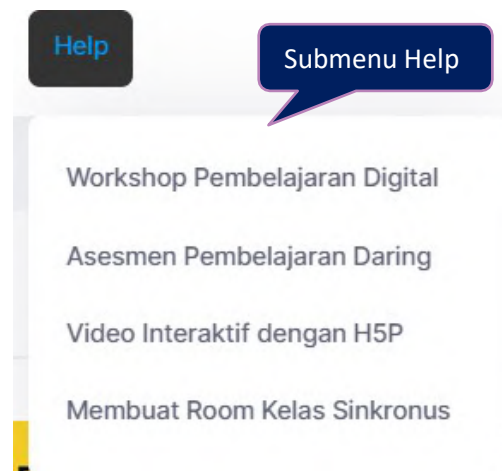 Help
Submenu Help
Workshop Pembelajaran Digital
Asesmen Pembelajaran Daring
Video Interaktif dengan H5P
Membuat Room Kelas Sinkronus